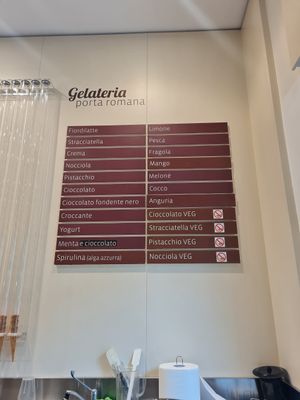 Gelateria
porta romana
Fiordilatte
Stracciatella
Crema
Nocciola
Pistacchio
Cioccolato
Cioccolato fondente nero
Croccante
Yogurt
Menta e cioccolato
Spirulina (alga azzurra)
Limone
Pesca
Fragola
Mango
Melone
Cocco
Anguria
Cioccolato VEG
Stracciatella VEG
Pistacchio VEG
Nocciola VEG